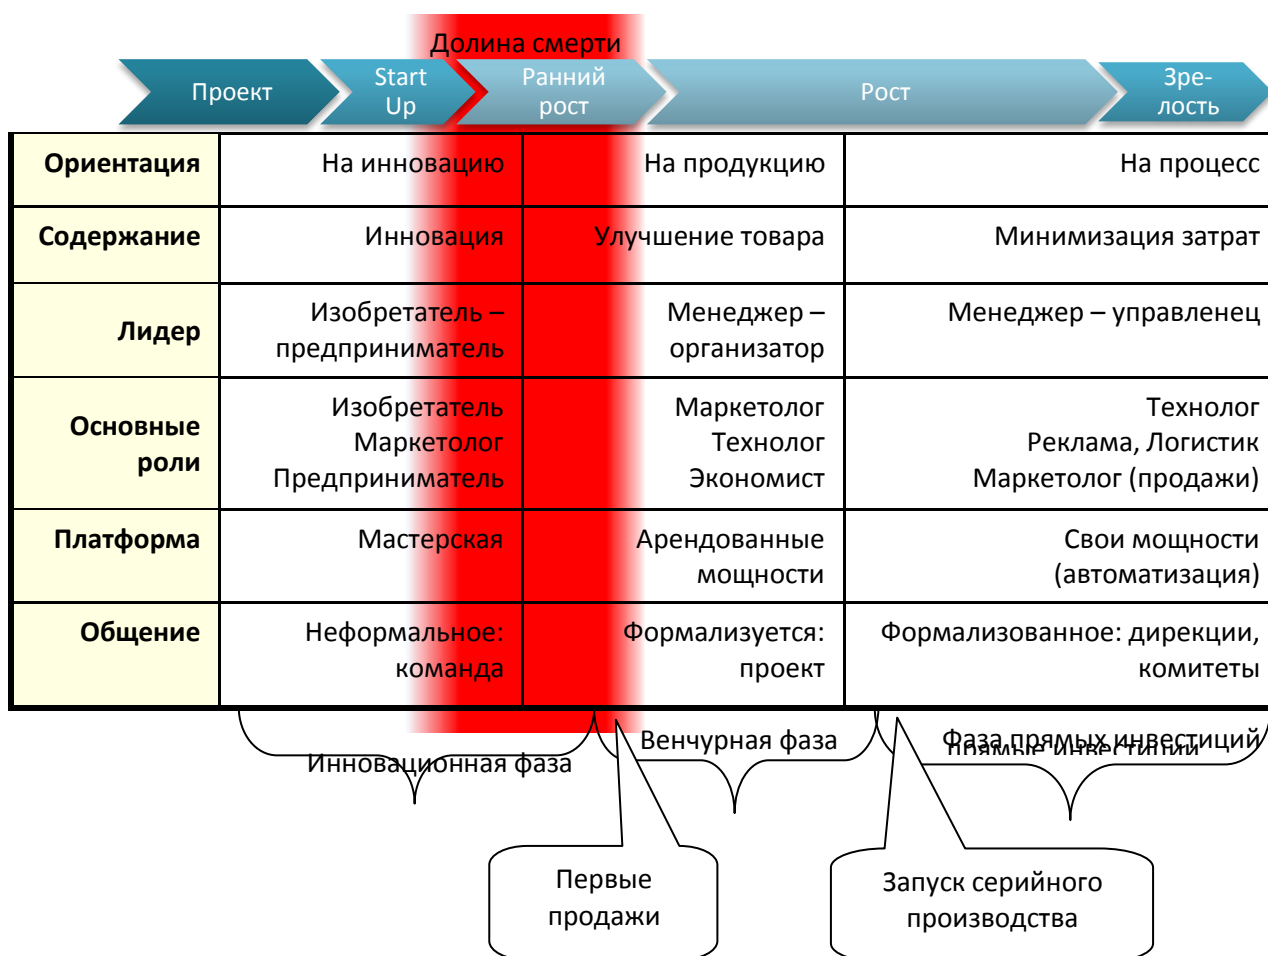 Долина смерти
Проект
Start
Up
Ранний
рост
Рост
Зре-
лость
Ориентация
На инновацию
На продукцию
На процесс
Содержание
Инновация
Улучшение товара
Минимизация затрат
Лидер
Изобретатель –
предприниматель
Менеджер –
организатор
Менеджер – управленец
Основные
роли
Изобретатель
Маркетолог
Предприниматель
Маркетолог
Технолог
Экономист
Технолог
Реклама, Логистик
Маркетолог (продажи)
Платформа
Мастерская
Арендованные
мощности
Свои мощности
(автоматизация)
Общение
Неформальное:
команда
Формализуется:
проект
Формализованное: дирекции,
комитеты
Инновационная фаза
Венчурная фаза
Фаза прямых инвестиций
прямые инвестиции
Первые
продажи
Запуск серийного
производства